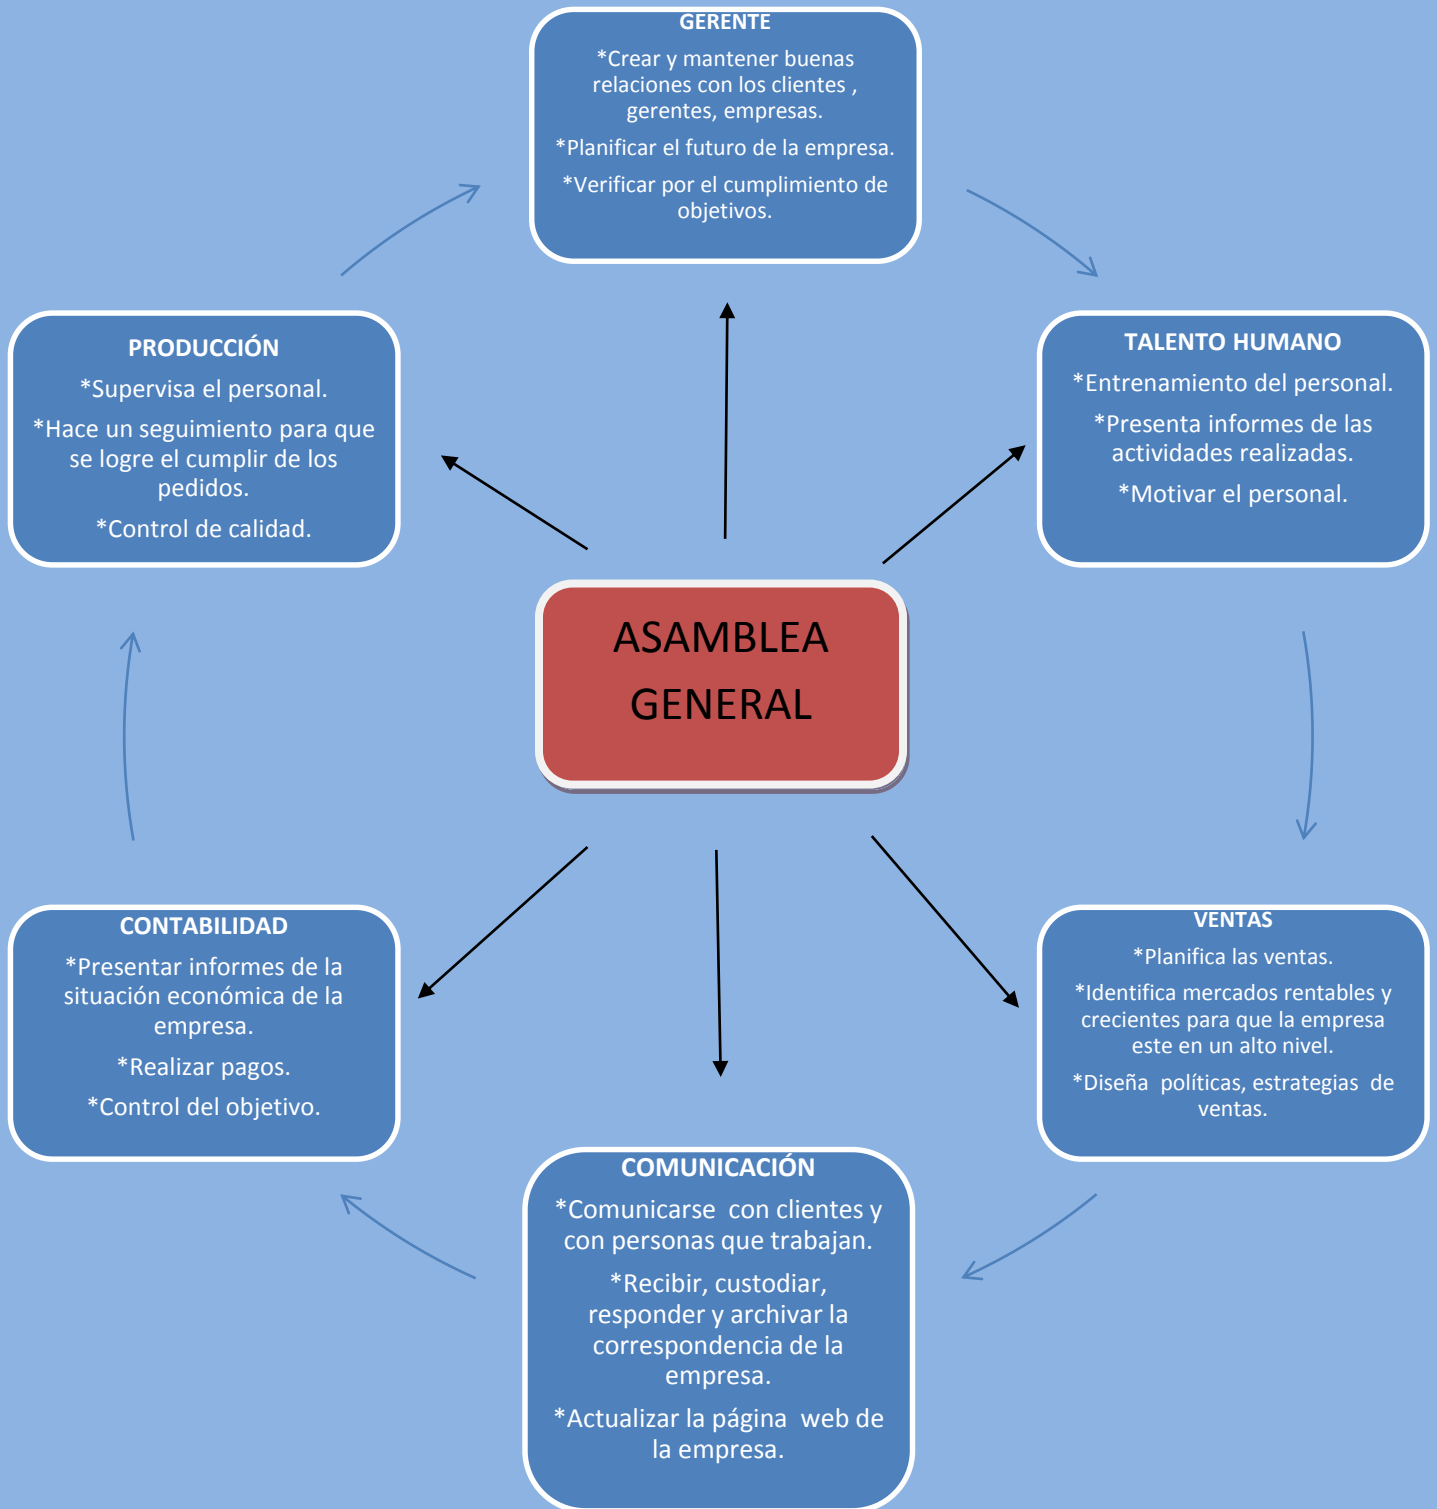 GERENTE
*Crear y mantener buenas
relaciones con los clientes ,
gerentes, empresas.
*Planificar el futuro de la empresa.
*Verificar por el cumplimiento de
objetivos.
PRODUCCIÓN
*Supervisa el personal.
*Hace un seguimiento para que
se logre el cumplir de los
pedidos.
*Control de calidad.
TALENTO HUMANO
*Entrenamiento del personal.
*Presenta informes de las
actividades realizadas.
*Motivar el personal.
ASAMBLEA
GENERAL
CONTABILIDAD
*Presentar informes de la
situación económica de la
empresa.
*Realizar pagos.
*Control del objetivo.
VENTAS
*Planifica las ventas.
*Identifica mercados rentables y
crecientes para que la empresa
este en un alto nivel.
*Diseña  políticas, estrategias  de
ventas.
COMUNICACIÓN
*Comunicarse  con clientes y
con personas que trabajan.
*Recibir, custodiar,
responder y archivar la
correspondencia de la
empresa.
*Actualizar la página  web de
la empresa.